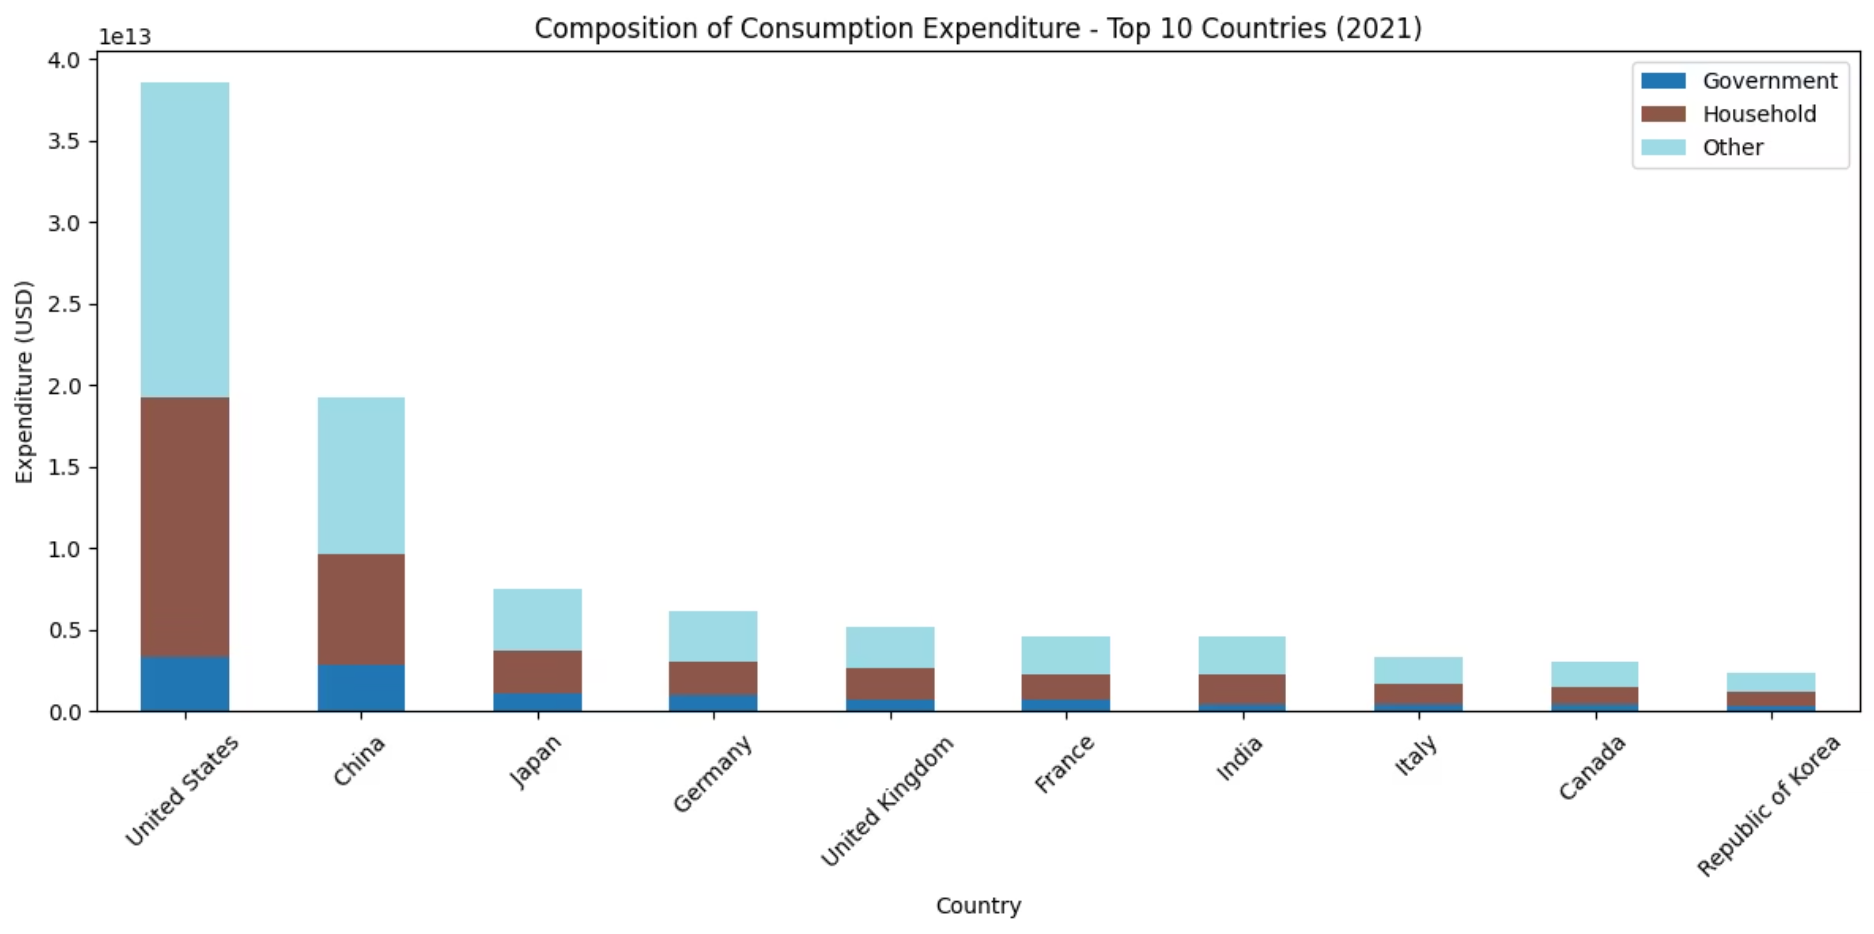 Composition of Consumption Expenditure - Top 10 Countries (2021)
1e13
4.0
3.5
3.0
2.5
2.0
1.5
1.0
0.5
0.0
Expenditure (USD)
Government
Household
Other
United States
China
Japan
Germany
United Kingdom
France
India
Italy
Canada
Republic of Korea
Country